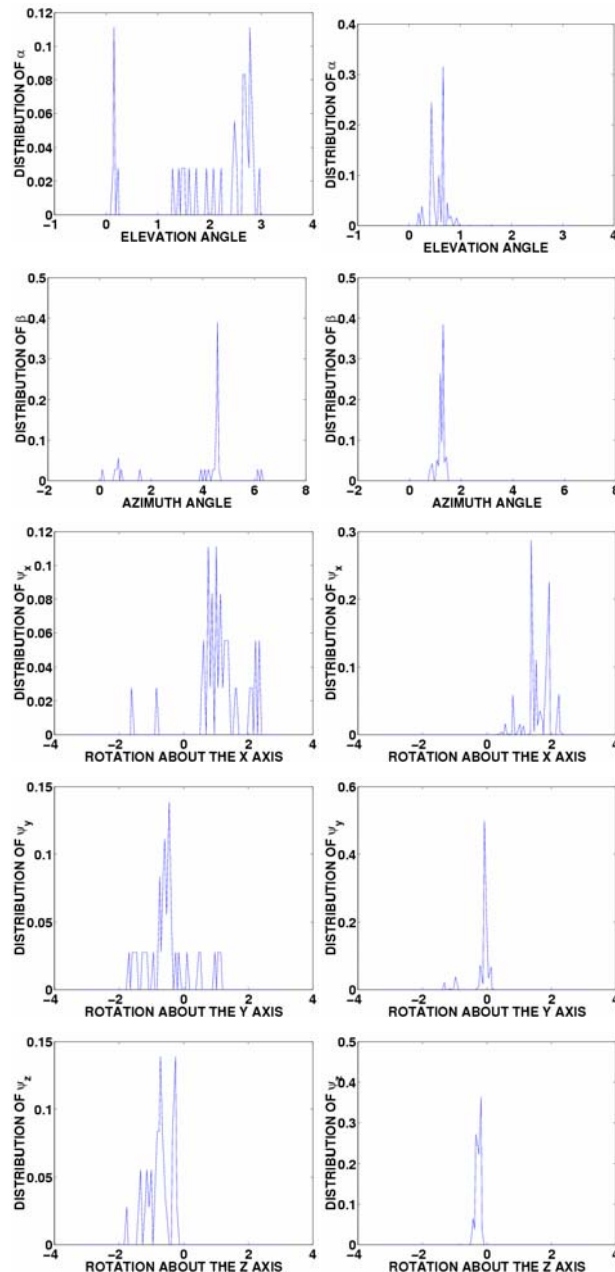 0.12
0.1
0.08
0.06
0.04
0.02
0
-1 0 1 2 3 4
DISTRIBUTION OF α
ELEVATION ANGLE
0.4
0.3
0.2
0.1
0
-1 0 1 2 3 4
DISTRIBUTION OF α
ELEVATION ANGLE
0.5
0.4
0.3
0.2
0.1
0
-2 0 2 4 6 8
DISTRIBUTION OF β
AZIMUTH ANGLE
0.5
0.4
0.3
0.2
0.1
0
-2 0 2 4 6 8
DISTRIBUTION OF β
AZIMUTH ANGLE
0.12
0.1
0.08
0.06
0.04
0.02
0
-4 -2 0 2 4
DISTRIBUTION OF ψx
ROTATION ABOUT THE X AXIS
0.3
0.2
0.1
0
-4 -2 0 2 4
DISTRIBUTION OF ψx
ROTATION ABOUT THE X AXIS
0.15
0.1
0.05
0
-4 -2 0 2 4
DISTRIBUTION OF ψy
ROTATION ABOUT THE Y AXIS
0.6
0.4
0.2
0
-4 -2 0 2 4
DISTRIBUTION OF ψy
ROTATION ABOUT THE Y AXIS
0.15
0.1
0.05
0
-4 -2 0 2 4
DISTRIBUTION OF ψz
ROTATION ABOUT THE Z AXIS
0.5
0.4
0.3
0.2
0.1
0
-4 -2 0 2 4
DISTRIBUTION OF ψz
ROTATION ABOUT THE Z AXIS